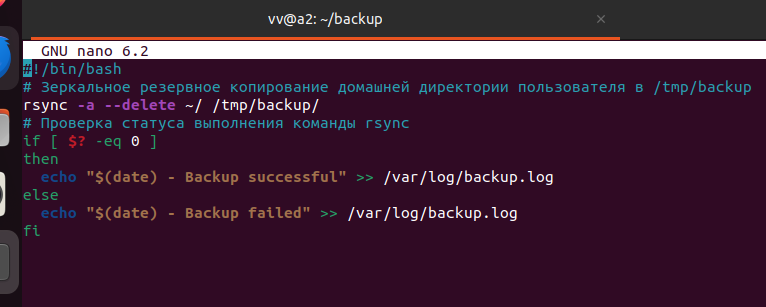 vv@a2: ~/backup
GNU nano 6.2
#!/bin/bash
# Зеркальное резервное копирование домашней директории пользователя в /tmp/backup
rsync -a --delete ~/ /tmp/backup/
# Проверка статуса выполнения команды rsync
if [ $? -eq 0 ]
then
  echo "$(date) - Backup successful" >> /var/log/backup.log
else
  echo "$(date) - Backup failed" >> /var/log/backup.log
fi